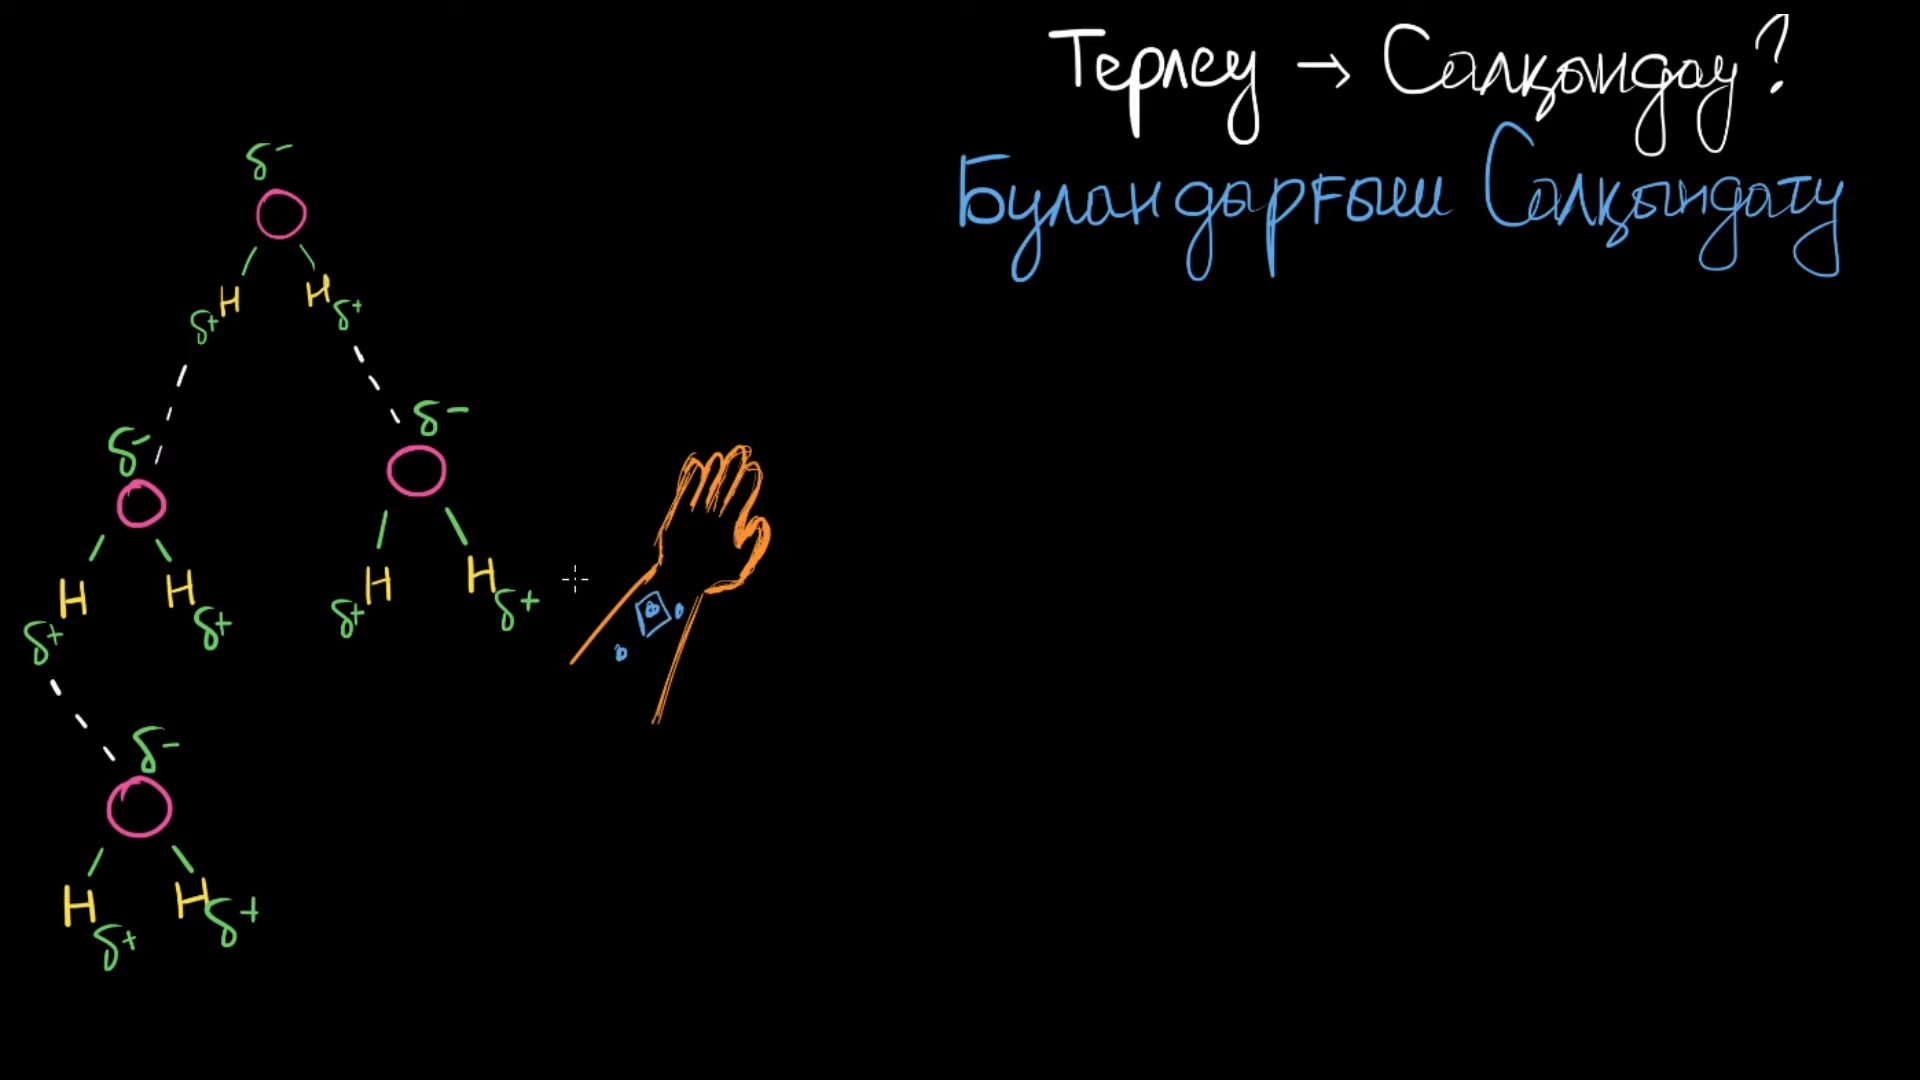 Терлеу → Салқындау?
Буландырғыш Салқындату
δ-
H H
δ+ δ+
δ- δ-
H H H H
δ+ δ+ δ+ δ+
δ-
H H
δ+ δ+